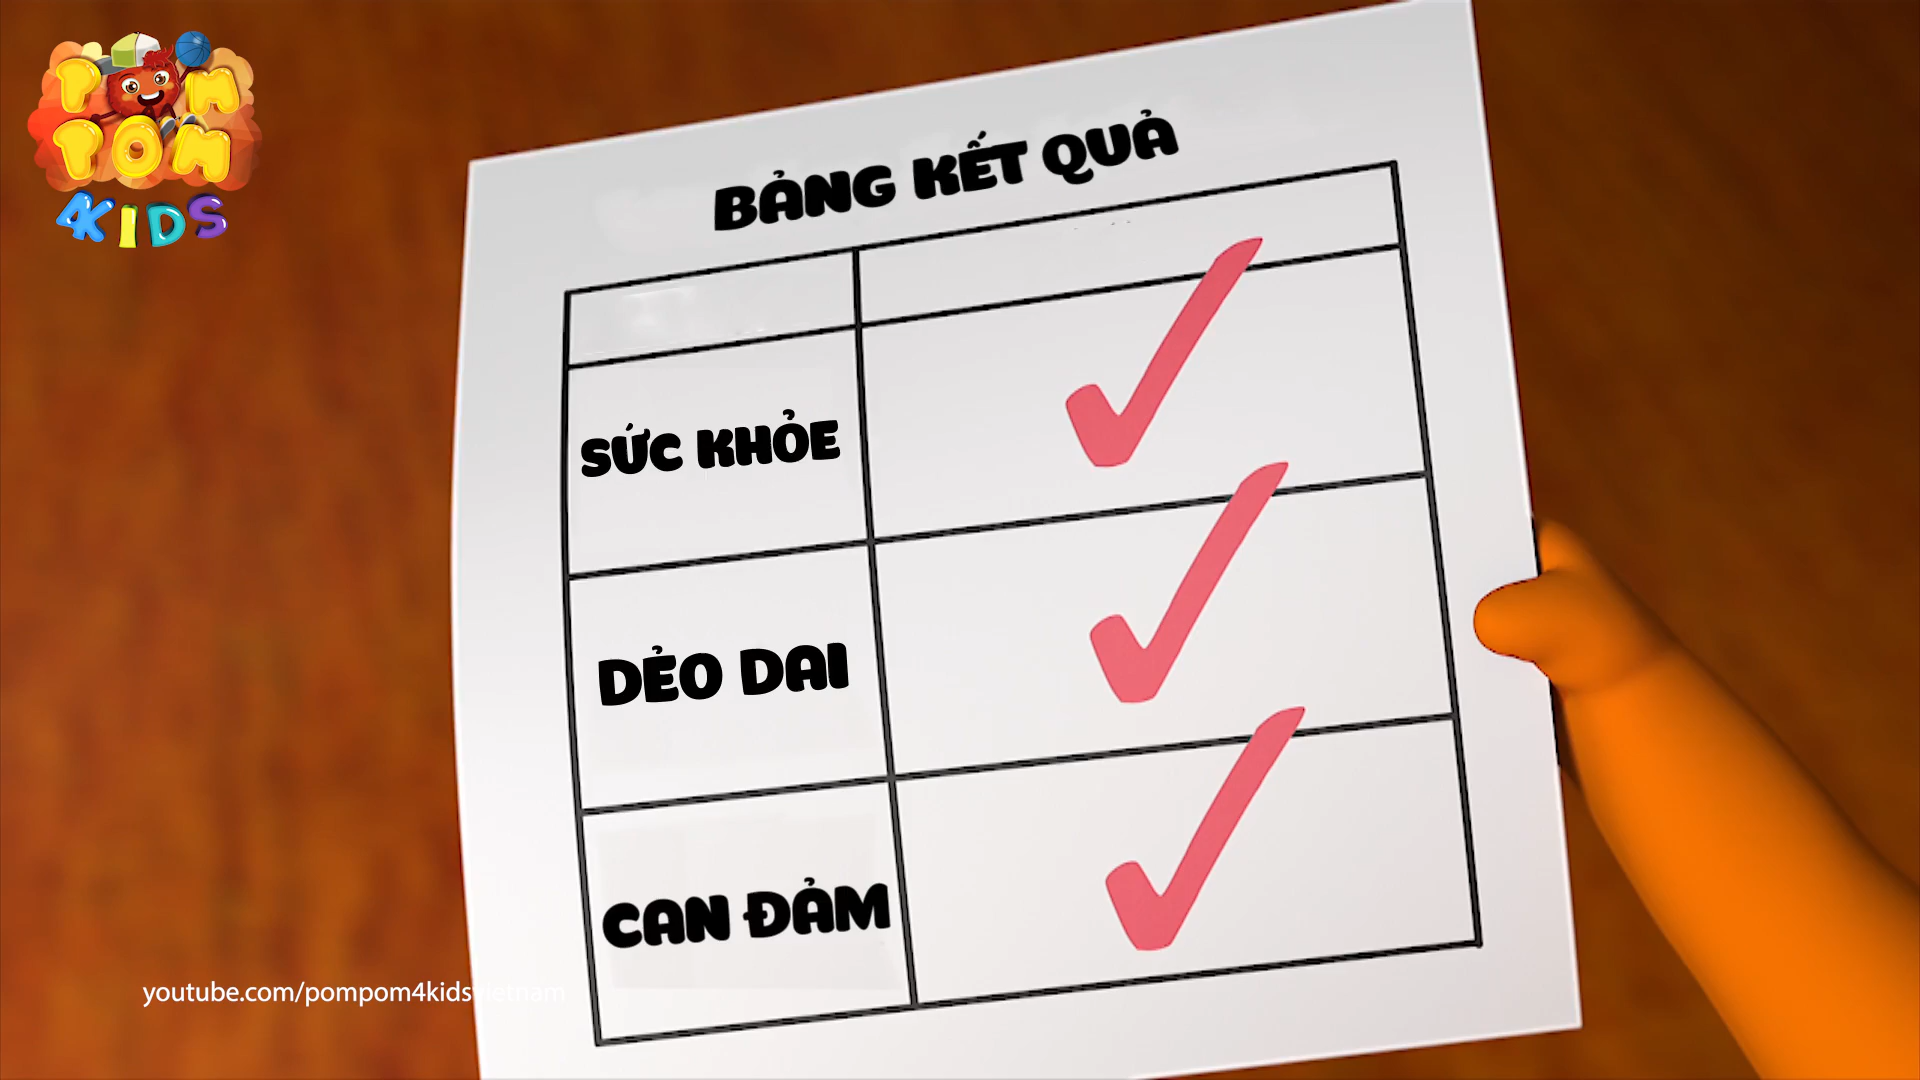 POM
POM
4KIDS
BẢNG KẾT QUẢ
SỨC KHỎE
DẺO DAI
CAN ĐẢM
youtube.com/pompom4kidsvietnam